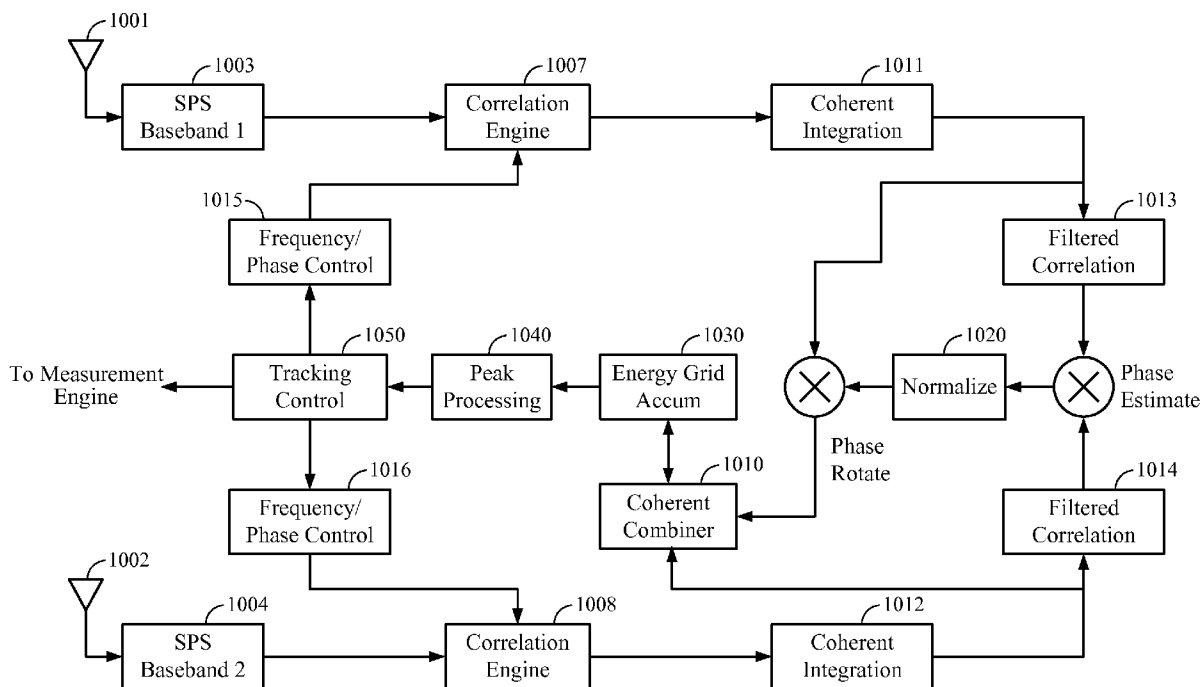 1001
1003
SPS
Baseband 1
1007
Correlation
Engine
1011
Coherent
Integration
1015
Frequency/
Phase Control
1013
Filtered
Correlation
To Measurement
Engine
1050
Tracking
Control
1040
Peak
Processing
1030
Energy Grid
Accum
1020
Normalize
Phase
Estimate
Phase
Rotate
1016
Frequency/
Phase Control
1010
Coherent
Combiner
1014
Filtered
Correlation
1002
1004
SPS
Baseband 2
1008
Correlation
Engine
1012
Coherent
Integration